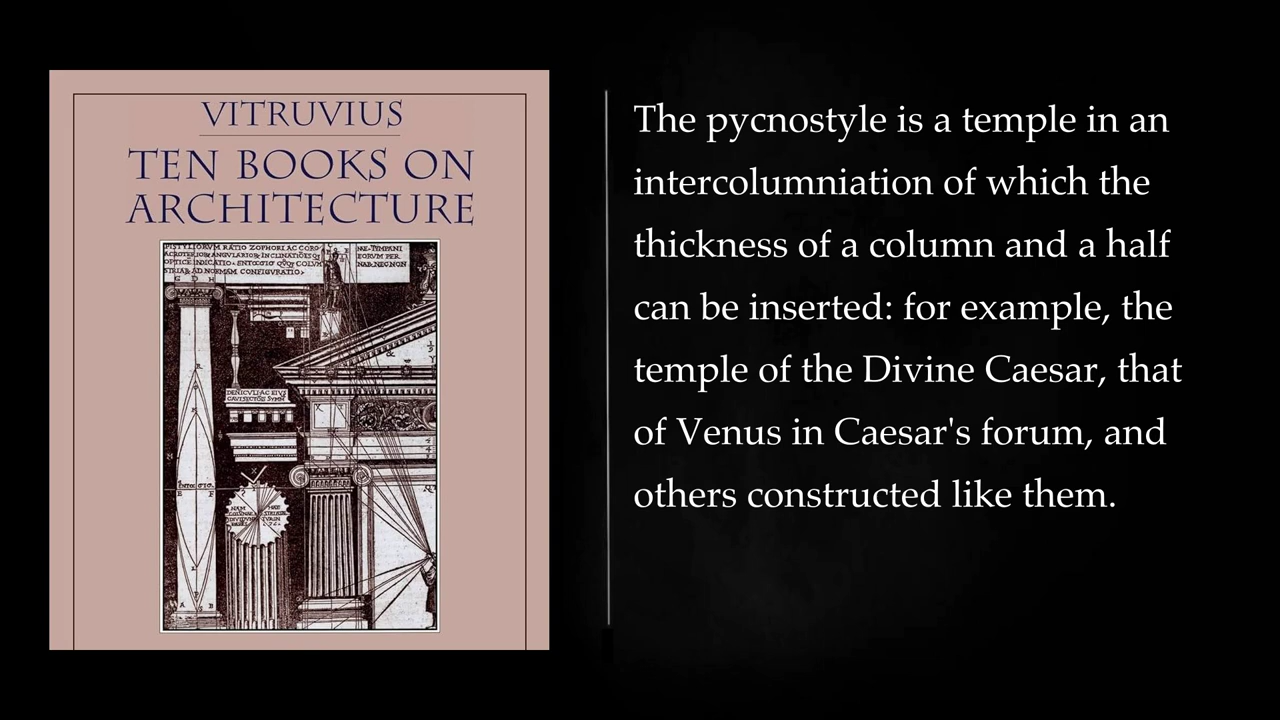 VITRUVIUS
TEN BOOKS ON
ARCHITECTURE
The pycnostyle is a temple in an
intercolumniation of which the
thickness of a column and a half
can be inserted: for example, the
temple of the Divine Caesar, that
of Venus in Caesar's forum, and
others constructed like them.